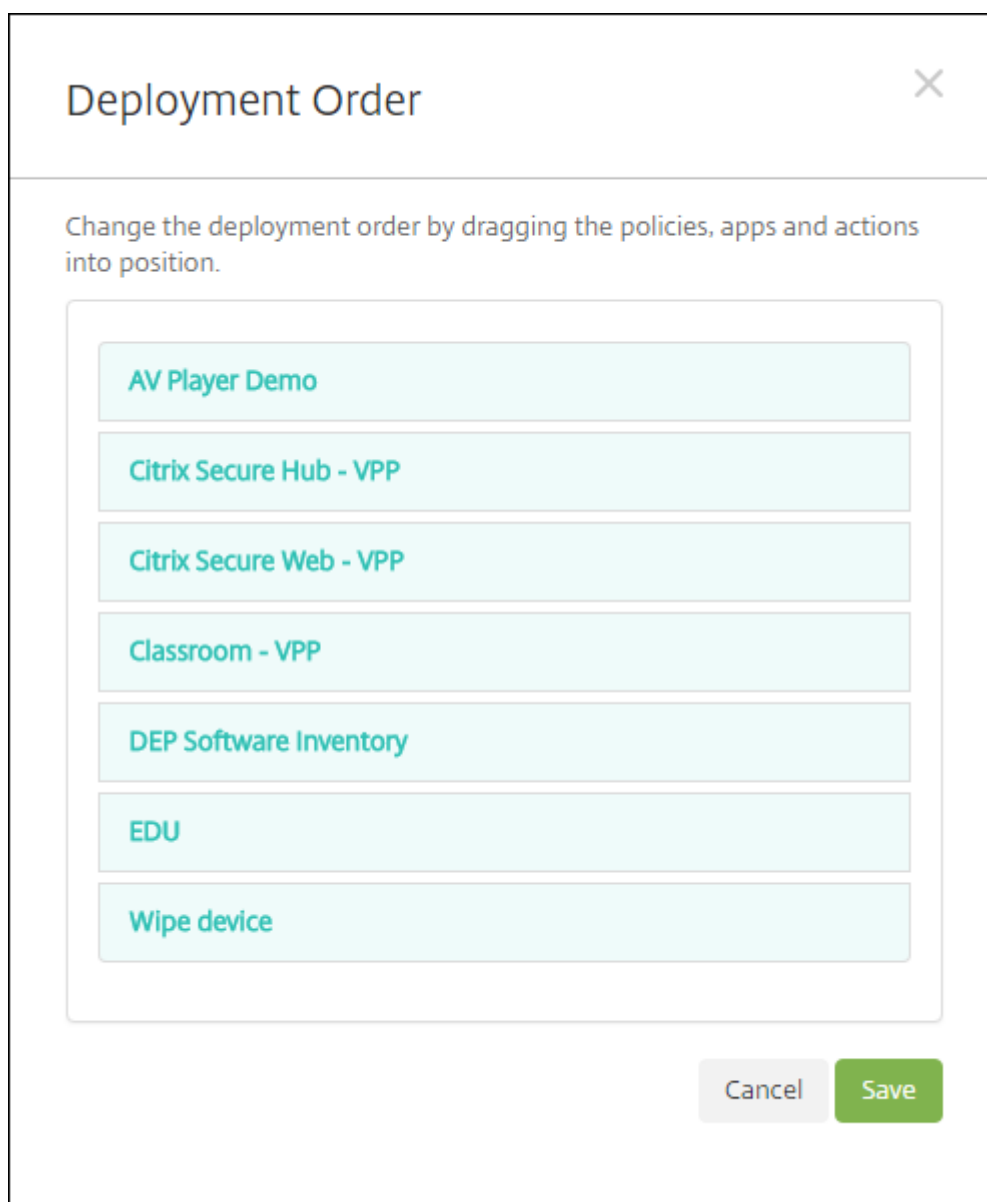 Deployment Order
Change the deployment order by dragging the policies, apps and actions
into position.
AV Player Demo
Citrix Secure Hub - VPP
Citrix Secure Web - VPP
Classroom - VPP
DEP Software Inventory
EDU
Wipe device
Cancel Save